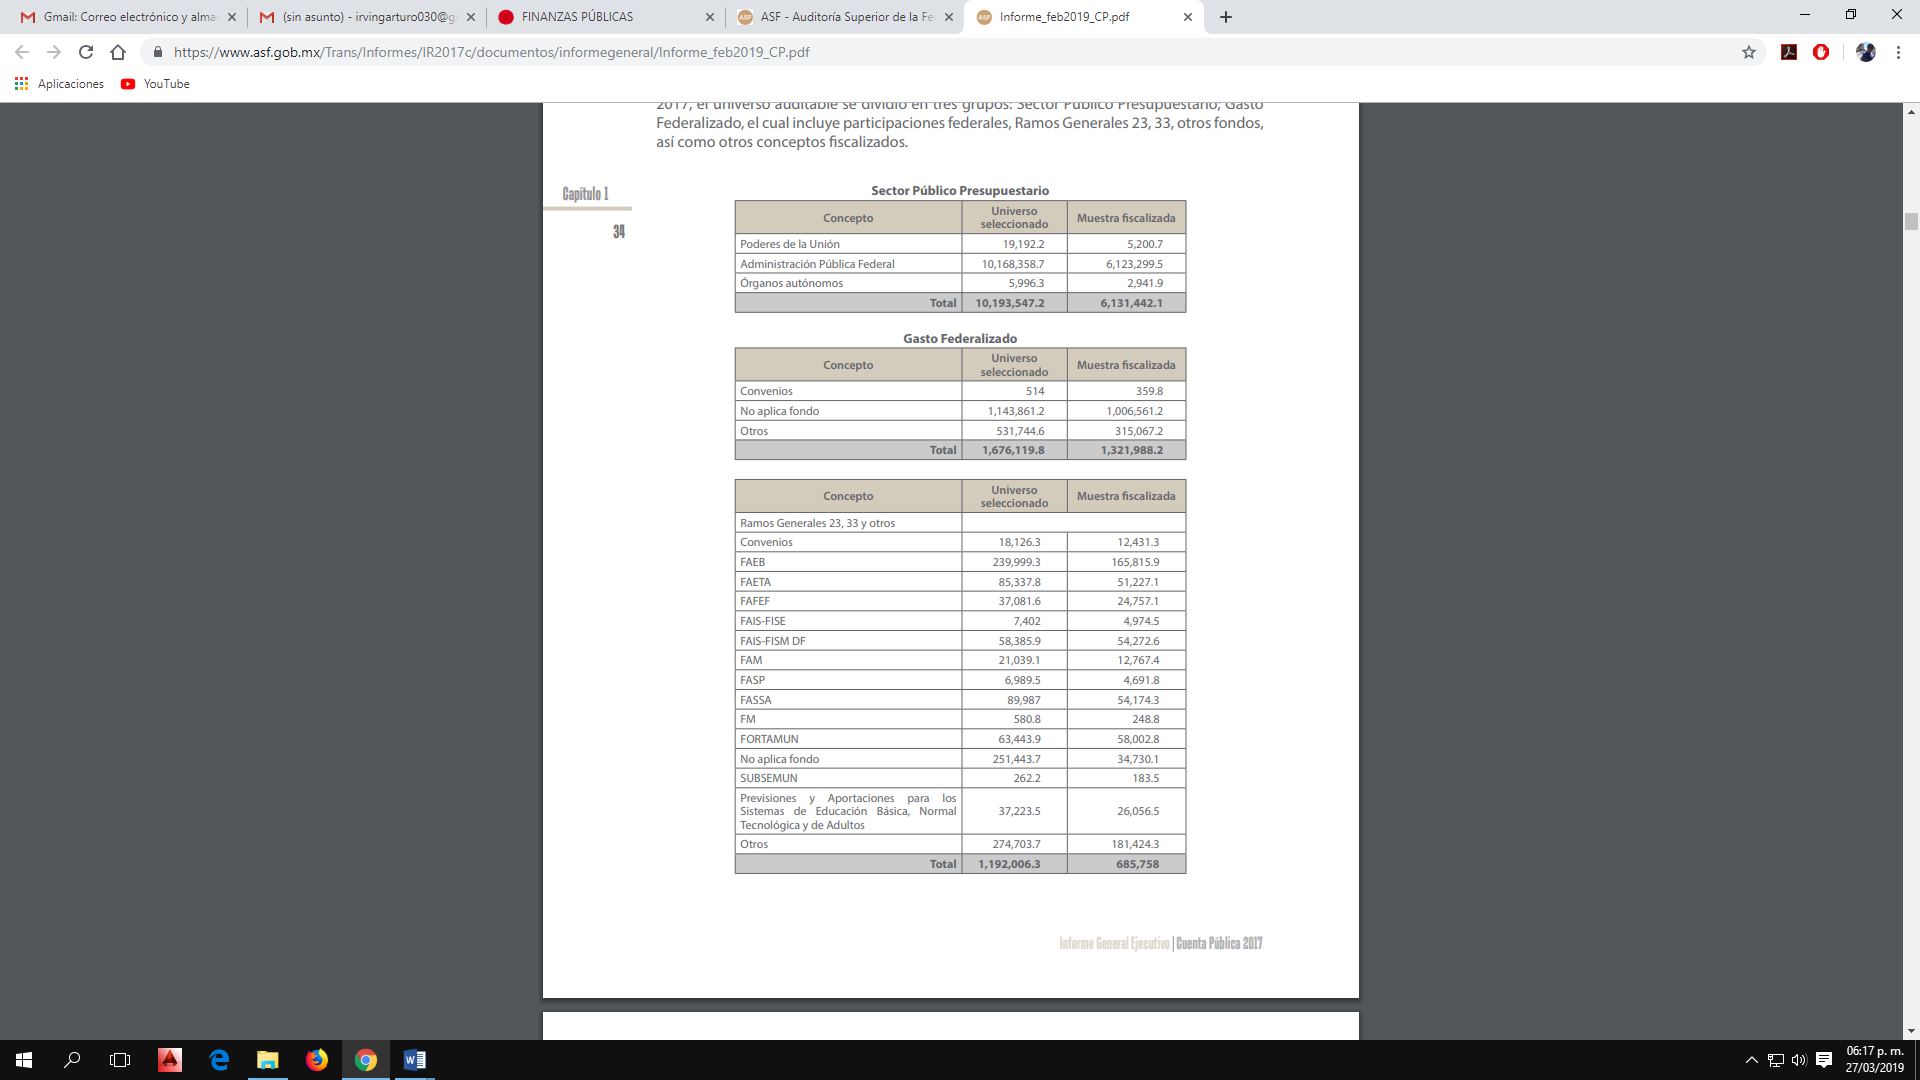 Gmail: Correo electrónico y alma
(sin asunto) - irvingarturo030@g
FINANZAS PÚBLICAS
ASF - Auditoría Superior de la Fe
Informe_feb2019_CP.pdf
https://www.asf.gob.mx/Trans/Informes/IR2017c/documentos/informegeneral/Informe_feb2019_CP.pdf
Aplicaciones YouTube
2017, el universo auditable se dividió en tres grupos: Sector Público Presupuestario; Gasto
Federalizado, el cual incluye participaciones federales, Ramos Generales 23, 33, otros fondos,
así como otros conceptos fiscalizados.
Capítulo 1
34
Sector Público Presupuestario
Concepto Universo seleccionado Muestra fiscalizada
Poderes de la Unión 19,192.2 5,200.7
Administración Pública Federal 10,168,358.7 6,123,299.5
Órganos autónomos 5,996.3 2,941.9
Total 10,193,547.2 6,131,442.1
Gasto Federalizado
Concepto Universo seleccionado Muestra fiscalizada
Convenios 514 359.8
No aplica fondo 1,143,861.2 1,006,561.2
Otros 531,744.6 315,067.2
Total 1,676,119.8 1,321,988.2
Concepto Universo seleccionado Muestra fiscalizada
Ramos Generales 23, 33 y otros
Convenios 18,126.3 12,431.3
FAEB 239,999.3 165,815.9
FAETA 85,337.8 51,227.1
FAFEF 37,081.6 24,757.1
FAIS-FISE 7,402 4,974.5
FAIS-FISM DF 58,385.9 54,272.6
FAM 21,039.1 12,767.4
FASP 6,989.5 4,691.8
FASSA 89,987 54,174.3
FM 580.8 248.8
FORTAMUN 63,443.9 58,002.8
No aplica fondo 251,443.7 34,730.1
SUBSEMUN 262.2 183.5
Previsiones y Aportaciones para los
Sistemas de Educación Básica, Normal 37,223.5 26,056.5
Tecnológica y de Adultos
Otros 274,703.7 181,424.3
Total 1,192,006.3 685,758
Informe General Ejecutivo | Cuenta Pública 2017
06:17 p. m.
27/03/2019